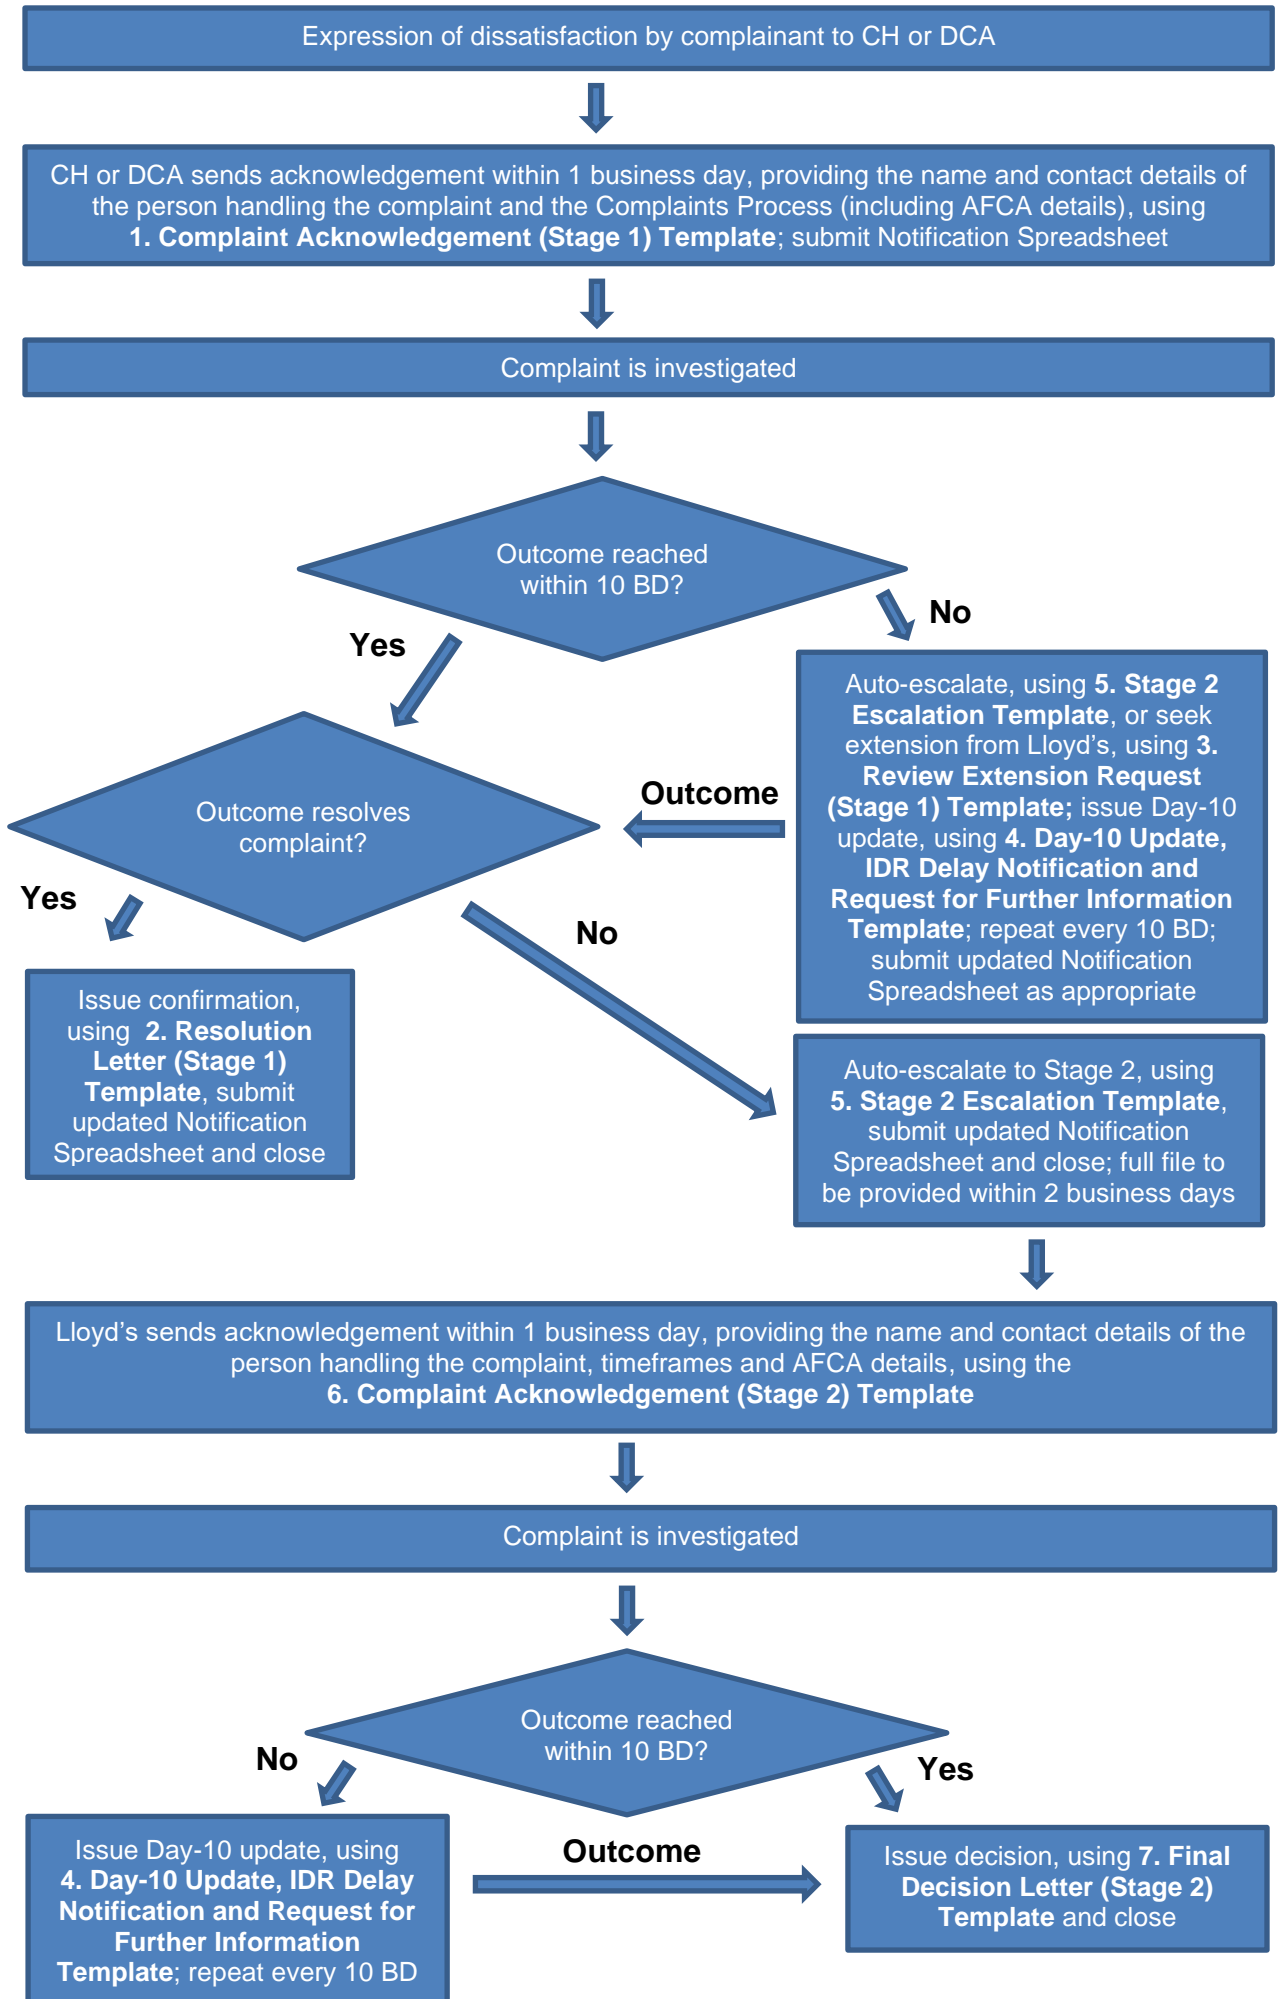 Expression of dissatisfaction by complainant to CH or DCA
CH or DCA sends acknowledgement within 1 business day, providing the name and contact details of
the person handling the complaint and the Complaints Process (including AFCA details), using
1. Complaint Acknowledgement (Stage 1) Template; submit Notification Spreadsheet
Complaint is investigated
Outcome reached
within 10 BD?
No
Yes
Auto-escalate, using 5. Stage 2
Escalation Template, or seek
extension from Lloyd's, using 3.
Review Extension Request
(Stage 1) Template; issue Day-10
update, using 4. Day-10 Update,
IDR Delay Notification and
Request for Further Information
Template; repeat every 10 BD;
submit updated Notification
Spreadsheet as appropriate
Outcome
Outcome resolves
complaint?
Yes
No
Issue confirmation,
using 2. Resolution
Letter (Stage 1)
Template, submit
updated Notification
Spreadsheet and close
Auto-escalate to Stage 2, using
5. Stage 2 Escalation Template,
submit updated Notification
Spreadsheet and close; full file to
be provided within 2 business days
Lloyd's sends acknowledgement within 1 business day, providing the name and contact details of the
person handling the complaint, timeframes and AFCA details, using the
6. Complaint Acknowledgement (Stage 2) Template
Complaint is investigated
Outcome reached
within 10 BD?
No
Yes
Issue Day-10 update, using
4. Day-10 Update, IDR Delay
Notification and Request for
Further Information
Template; repeat every 10 BD
Outcome
Issue decision, using 7. Final
Decision Letter (Stage 2)
Template and close